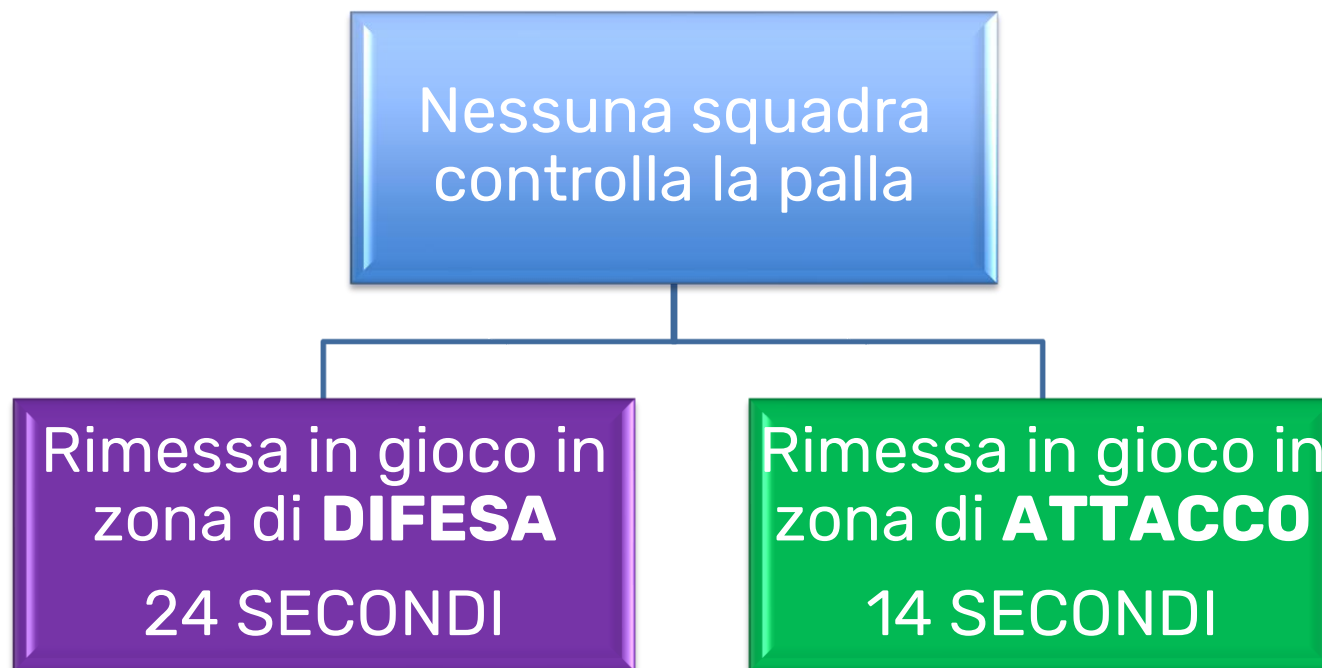 Nessuna squadra
controlla la palla
Rimessa in gioco in
zona di DIFESA
24 SECONDI
Rimessa in gioco in
zona di ATTACCO
14 SECONDI